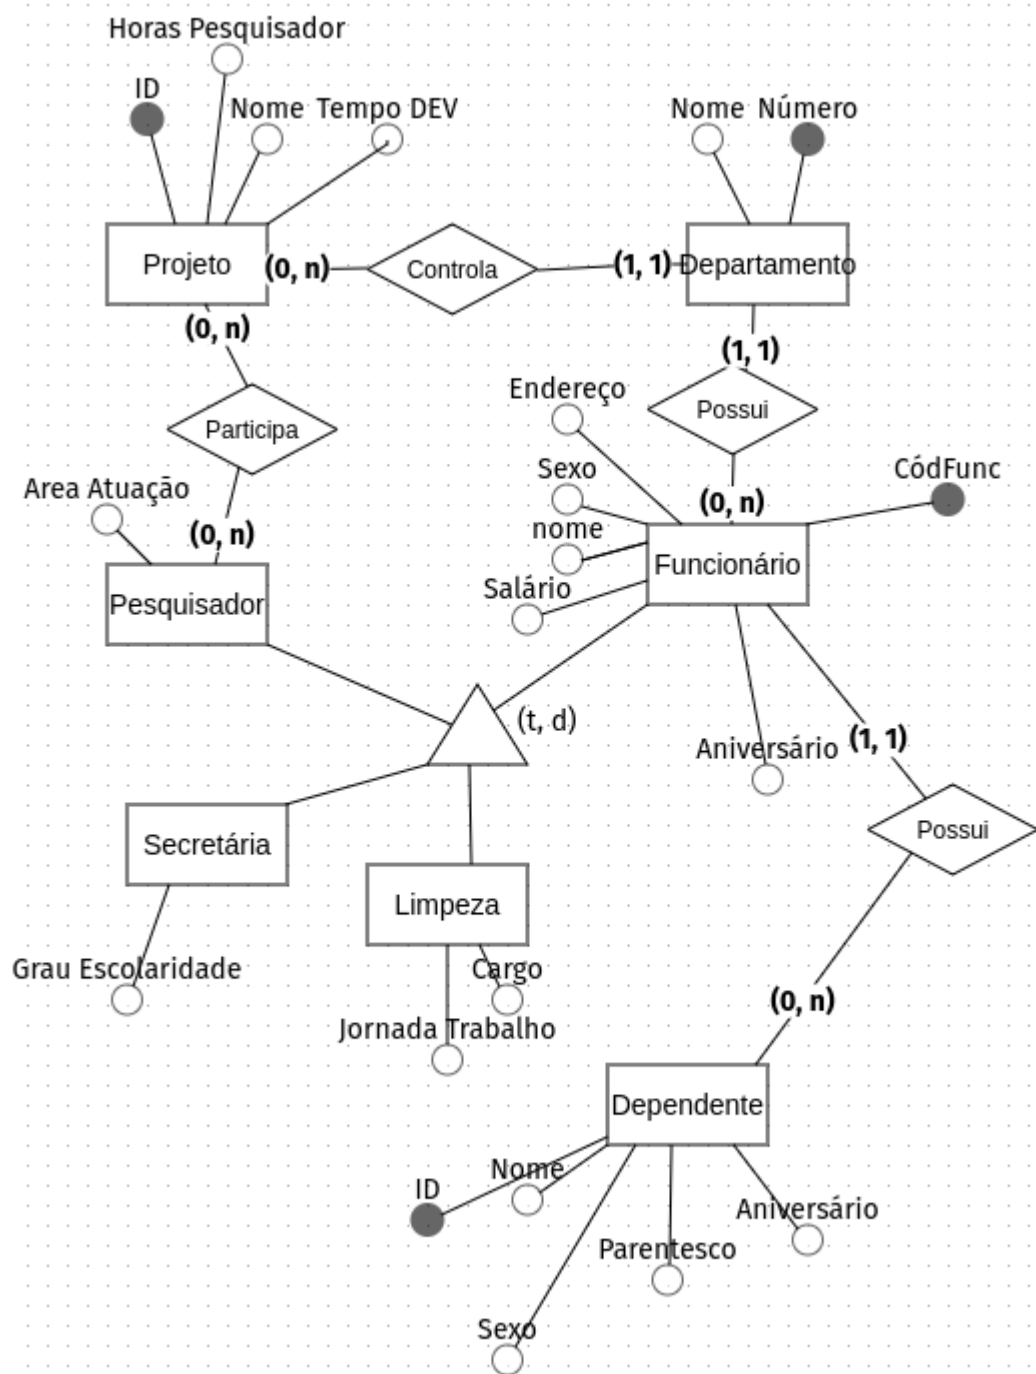 Horas Pesquisador
ID
Nome
Tempo DEV
Nome
Número
Projeto
(0, n)
Controla
(1, 1)
Departamento
(0, n)
(1, 1)
Endereço
Possui
Participa
Sexo
CódFunc
Area Atuação
(0, n)
nome
(0, n)
Funcionário
Salário
Pesquisador
(t, d)
Aniversário
(1, 1)
Possui
Secretária
Limpeza
Grau Escolaridade
Cargo
(0, n)
Jornada Trabalho
Dependente
Nome
ID
Aniversário
Parentesco
Sexo